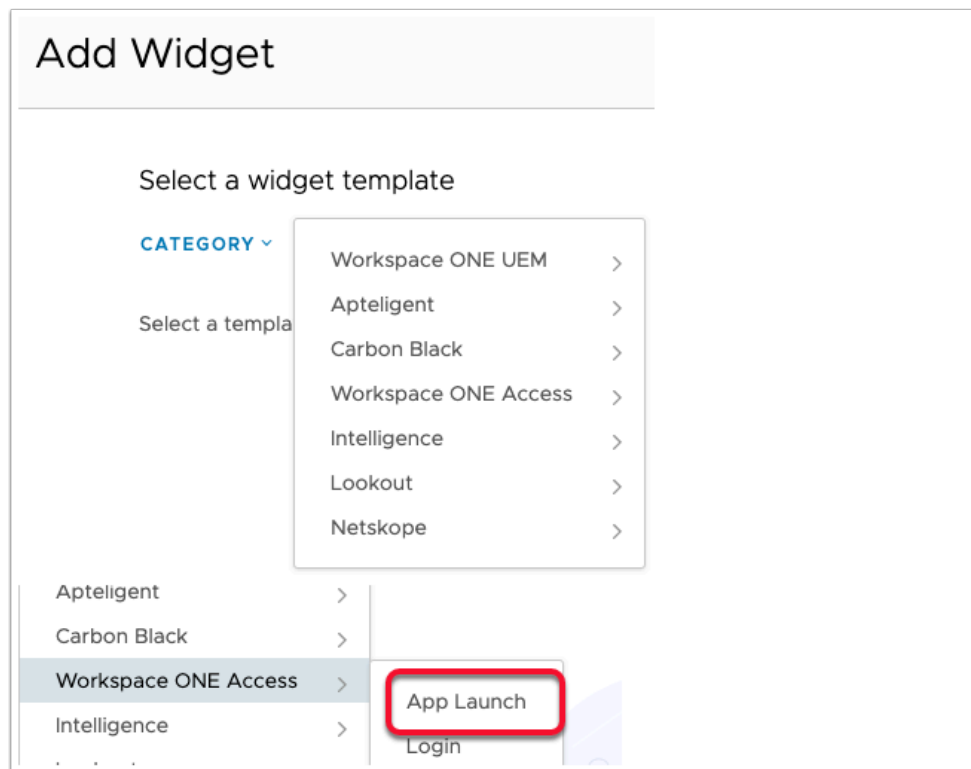 Add Widget
Select a widget template
CATEGORY
Workspace ONE UEM
Select a templa
Apteligent
Carbon Black
Workspace ONE Access
Intelligence
Lookout
Netskope
Apteligent
Carbon Black
Workspace ONE Access
App Launch
Intelligence
Login